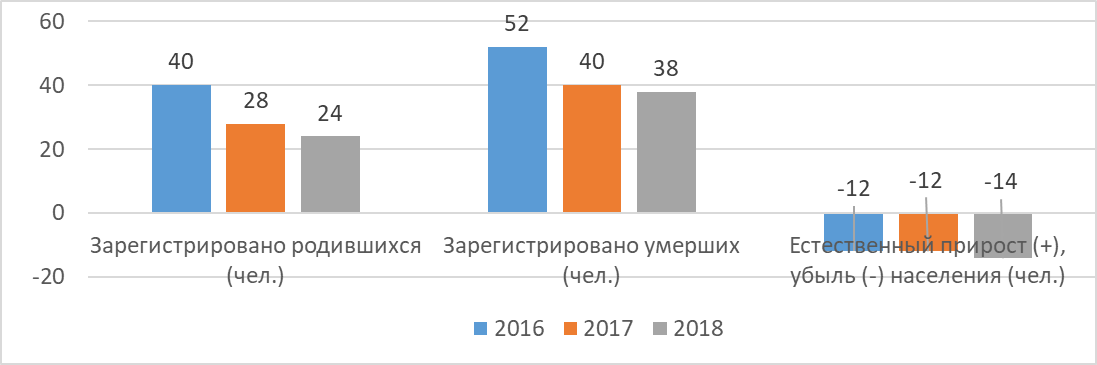 60
40
20
0
-20
40
28
24
52
40
38
-12
-12
-14
Зарегистрировано родившихся
(чел.)
Зарегистрировано умерших
(чел.)
Естественный прирост (+),
убыль (-) населения (чел.)
2016
2017
2018